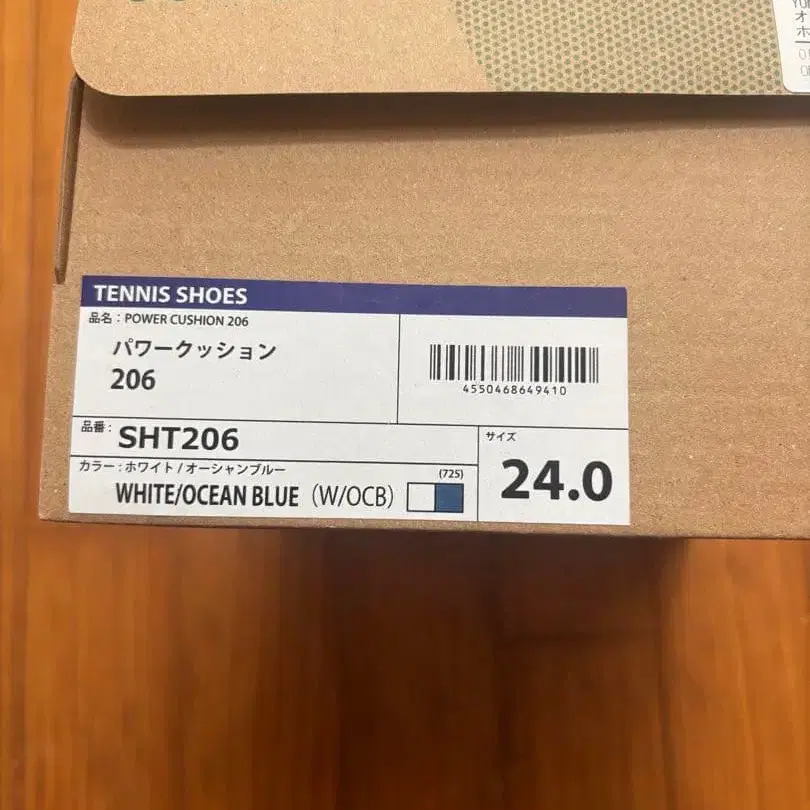 TENNIS SHOES
品名：POWER CUSHION 206
パワークッション
206
4550468649410
品番：
SHT206
カラー：ホワイト / オーシャンブルー
(725)
WHITE/OCEAN BLUE（W/OCB）
サイズ
24.0